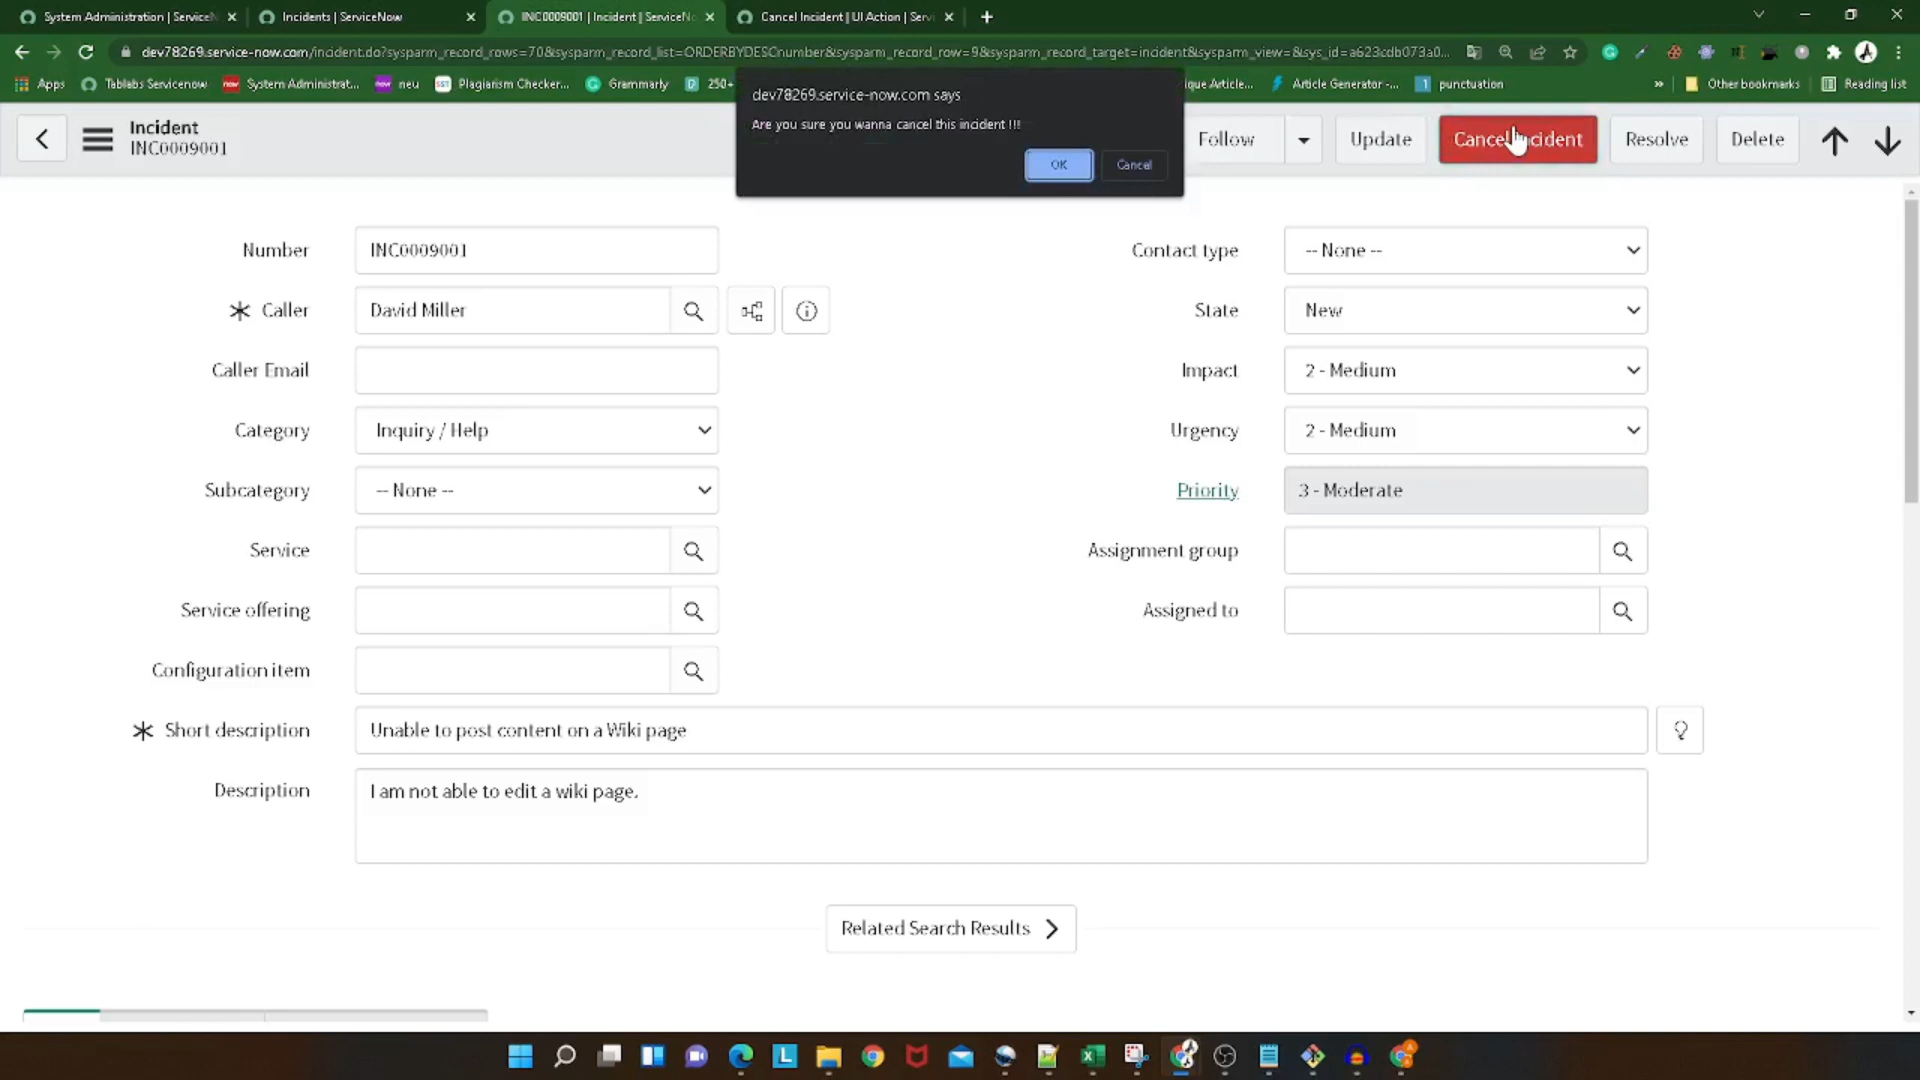 System Administration | ServiceN
Incidents | ServiceNow
INC0009001 | Incident | ServiceNo
Cancel Incident | UI Action | Servi
dev78269.service-now.com/incident.do?sysparm_record_rows=70&sysparm_record_list=ORDERBYDESCnumber&sysparm_record_row=9&sysparm_record_target=incident&sysparm_view=&sys_id=a623cdb073a0...
Apps
Tablabs Servicenow
System Administrat...
neu
Plagiarism Checker...
Grammarly
250+
ique Article...
Article Generator -...
punctuation
Other bookmarks
Reading list
dev78269.service-now.com says
Are you sure you wanna cancel this incident !!!
OK
Cancel
Incident
INC0009001
Follow
Update
Cancel Incident
Resolve
Delete
Number
INC0009001
Contact type
-- None --
Caller
David Miller
State
New
Caller Email
Impact
2 - Medium
Category
Inquiry / Help
Urgency
2 - Medium
Subcategory
-- None --
Priority
3 - Moderate
Service
Assignment group
Service offering
Assigned to
Configuration item
Short description
Unable to post content on a Wiki page
Description
I am not able to edit a wiki page.
Related Search Results